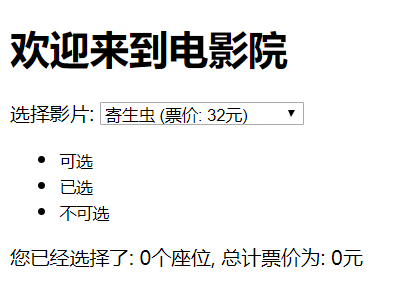 欢迎来到电影院
选择影片: 寄生虫 (票价: 32元)
可选
已选
不可选
您已经选择了: 0个座位, 总计票价为: 0元